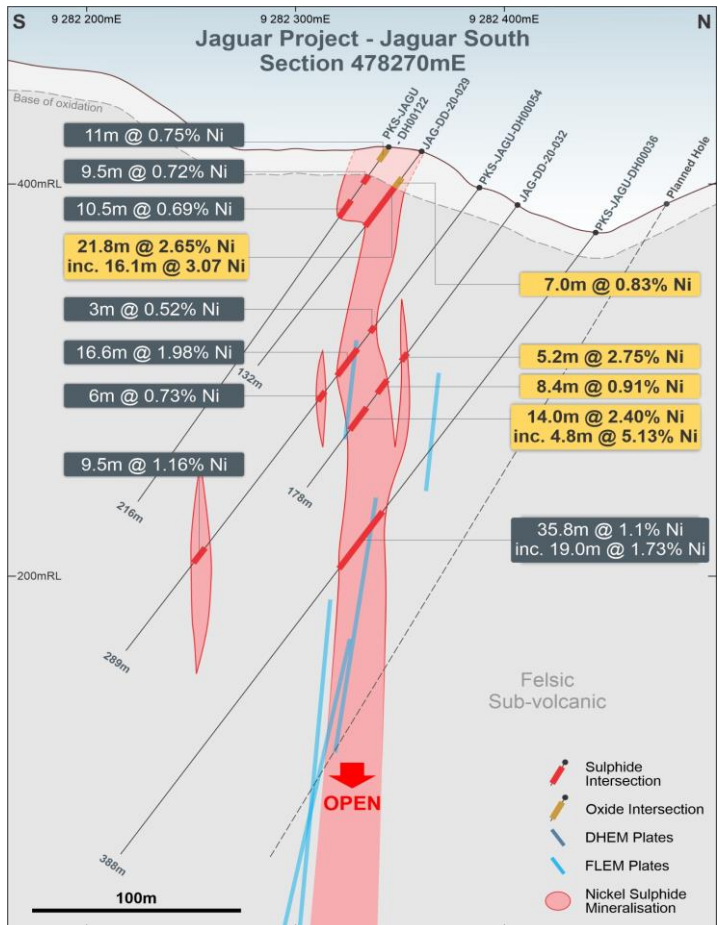 S
9 282 200mE
9 282 300mE
9 282 400mE
N
Jaguar Project - Jaguar South
Section 478270mE
Base of oxidation
PKS-JAGU
- DH00122
JAG-DD-20-029
PKS-JAGU-DH00054
JAG-DD-20-032
PKS-JAGU-DH00036
Planned Hole
400mRL
11m @ 0.75% Ni
9.5m @ 0.72% Ni
10.5m @ 0.69% Ni
21.8m @ 2.65% Ni
inc. 16.1m @ 3.07 Ni
7.0m @ 0.83% Ni
3m @ 0.52% Ni
16.6m @ 1.98% Ni
5.2m @ 2.75% Ni
132m
6m @ 0.73% Ni
8.4m @ 0.91% Ni
14.0m @ 2.40% Ni
inc. 4.8m @ 5.13% Ni
9.5m @ 1.16% Ni
178m
216m
35.8m @ 1.1% Ni
inc. 19.0m @ 1.73% Ni
200mRL
289m
Felsic
Sub-volcanic
OPEN
388m
Sulphide
Intersection
Oxide Intersection
DHEM Plates
FLEM Plates
Nickel Sulphide
Mineralisation
100m